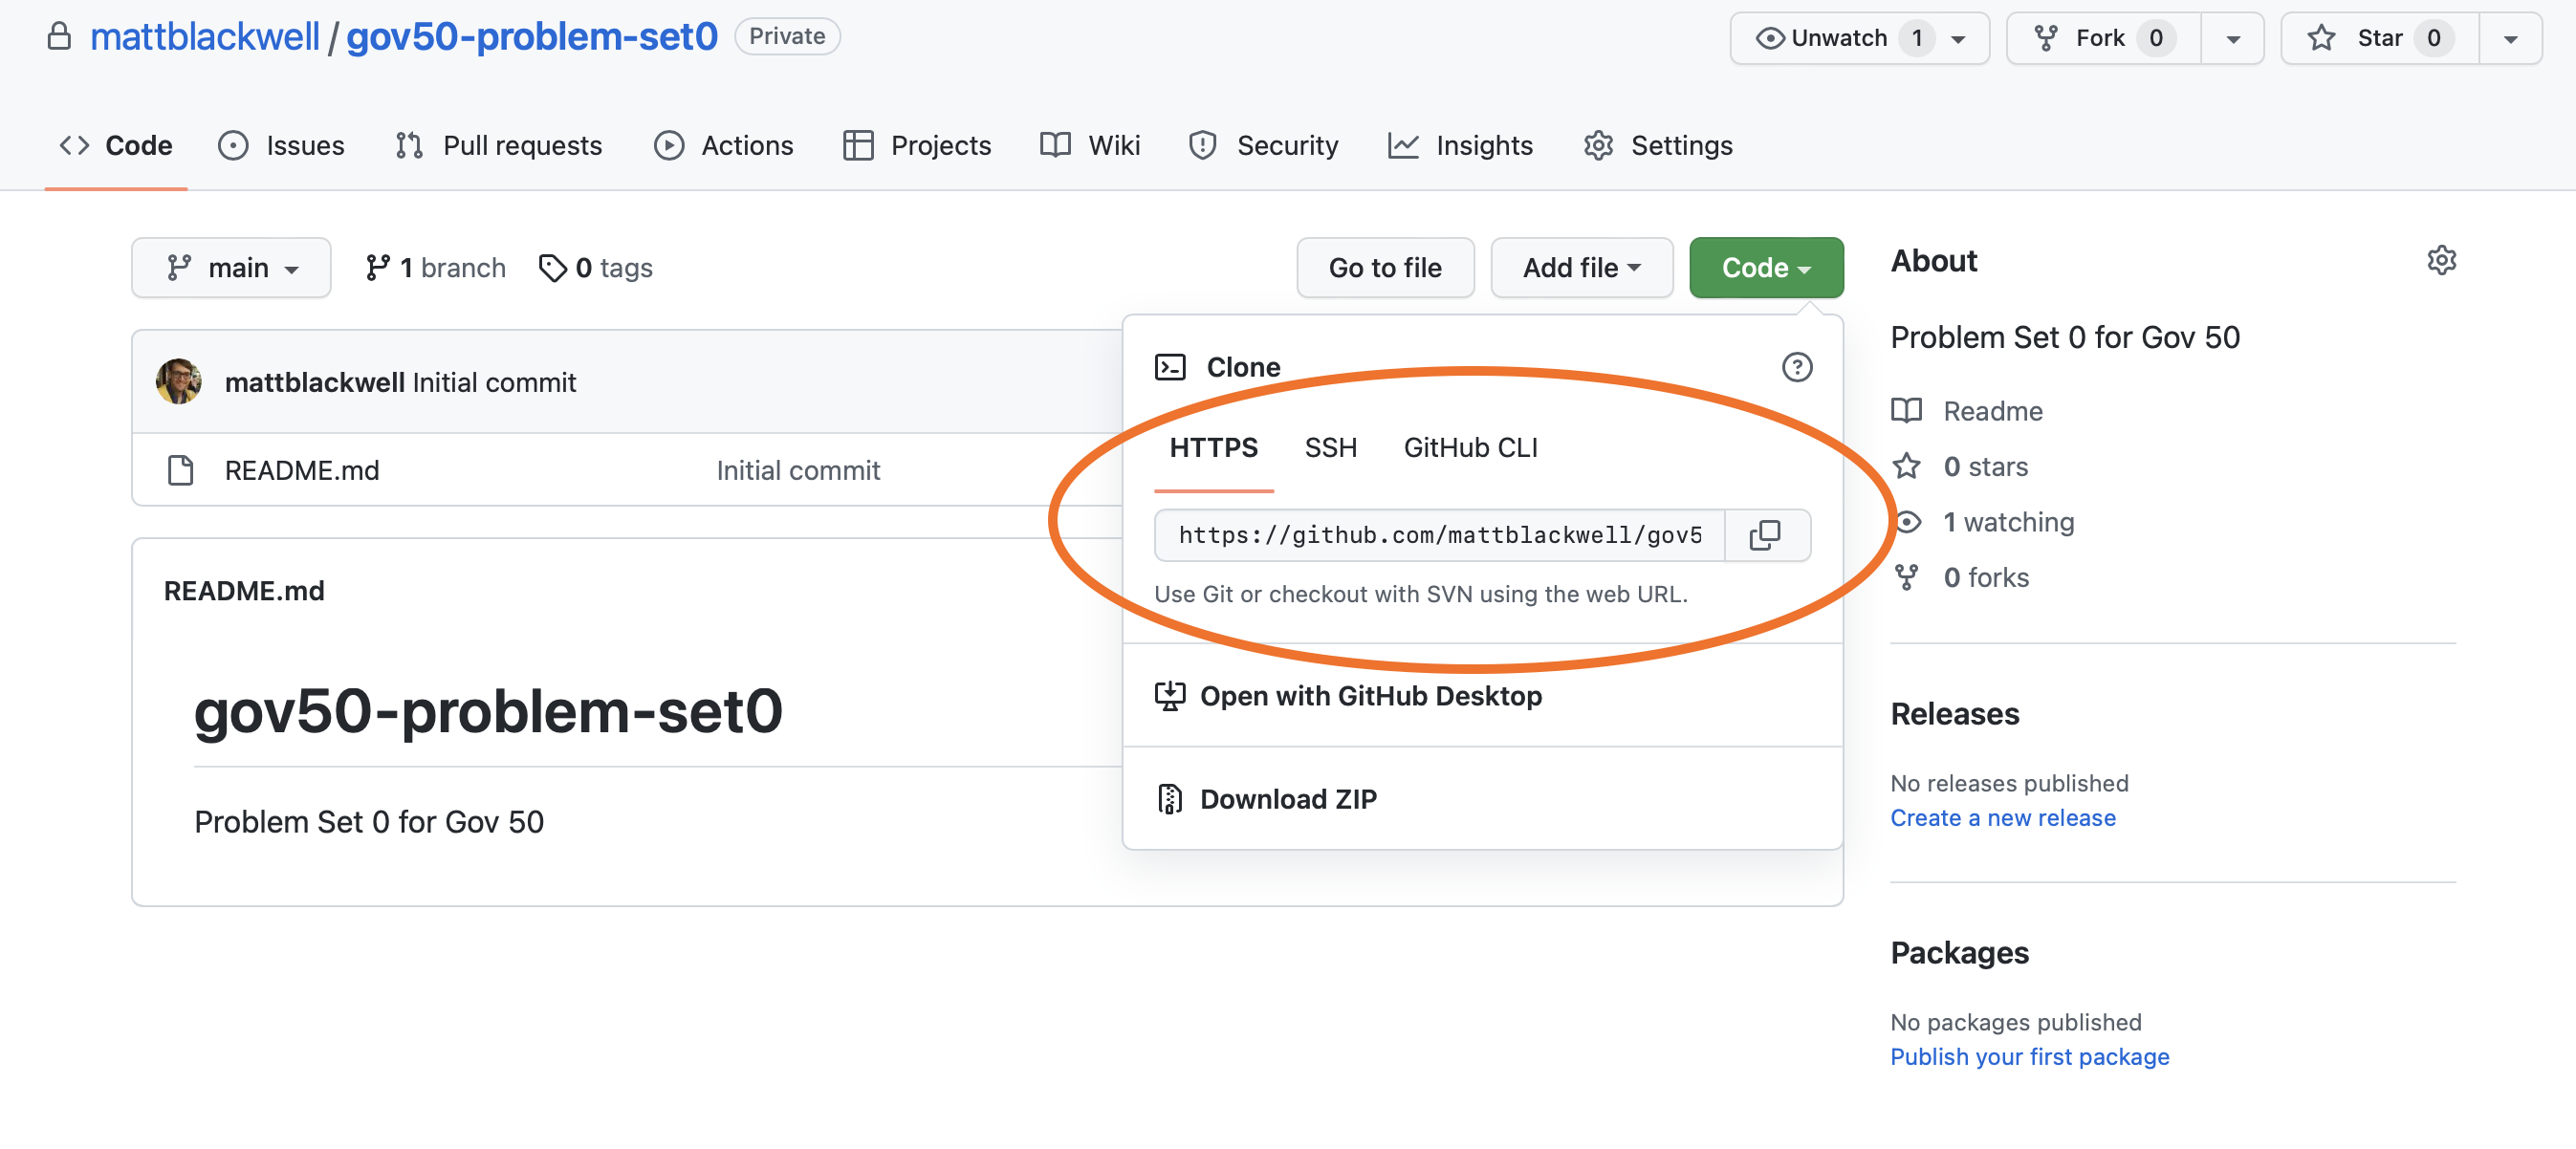 mattblackwell / gov50-problem-set0 Private
Unwatch 1 Fork 0 Star 0
Code Issues Pull requests Actions Projects Wiki Security Insights Settings
main 1 branch 0 tags Go to file Add file Code
mattblackwell Initial commit
README.md Initial commit
README.md
gov50-problem-set0
Problem Set 0 for Gov 50
Clone
HTTPS SSH GitHub CLI
https://github.com/mattblackwell/gov5
Use Git or checkout with SVN using the web URL.
Open with GitHub Desktop
Download ZIP
About
Problem Set 0 for Gov 50
Readme
0 stars
1 watching
0 forks
Releases
No releases published
Create a new release
Packages
No packages published
Publish your first package